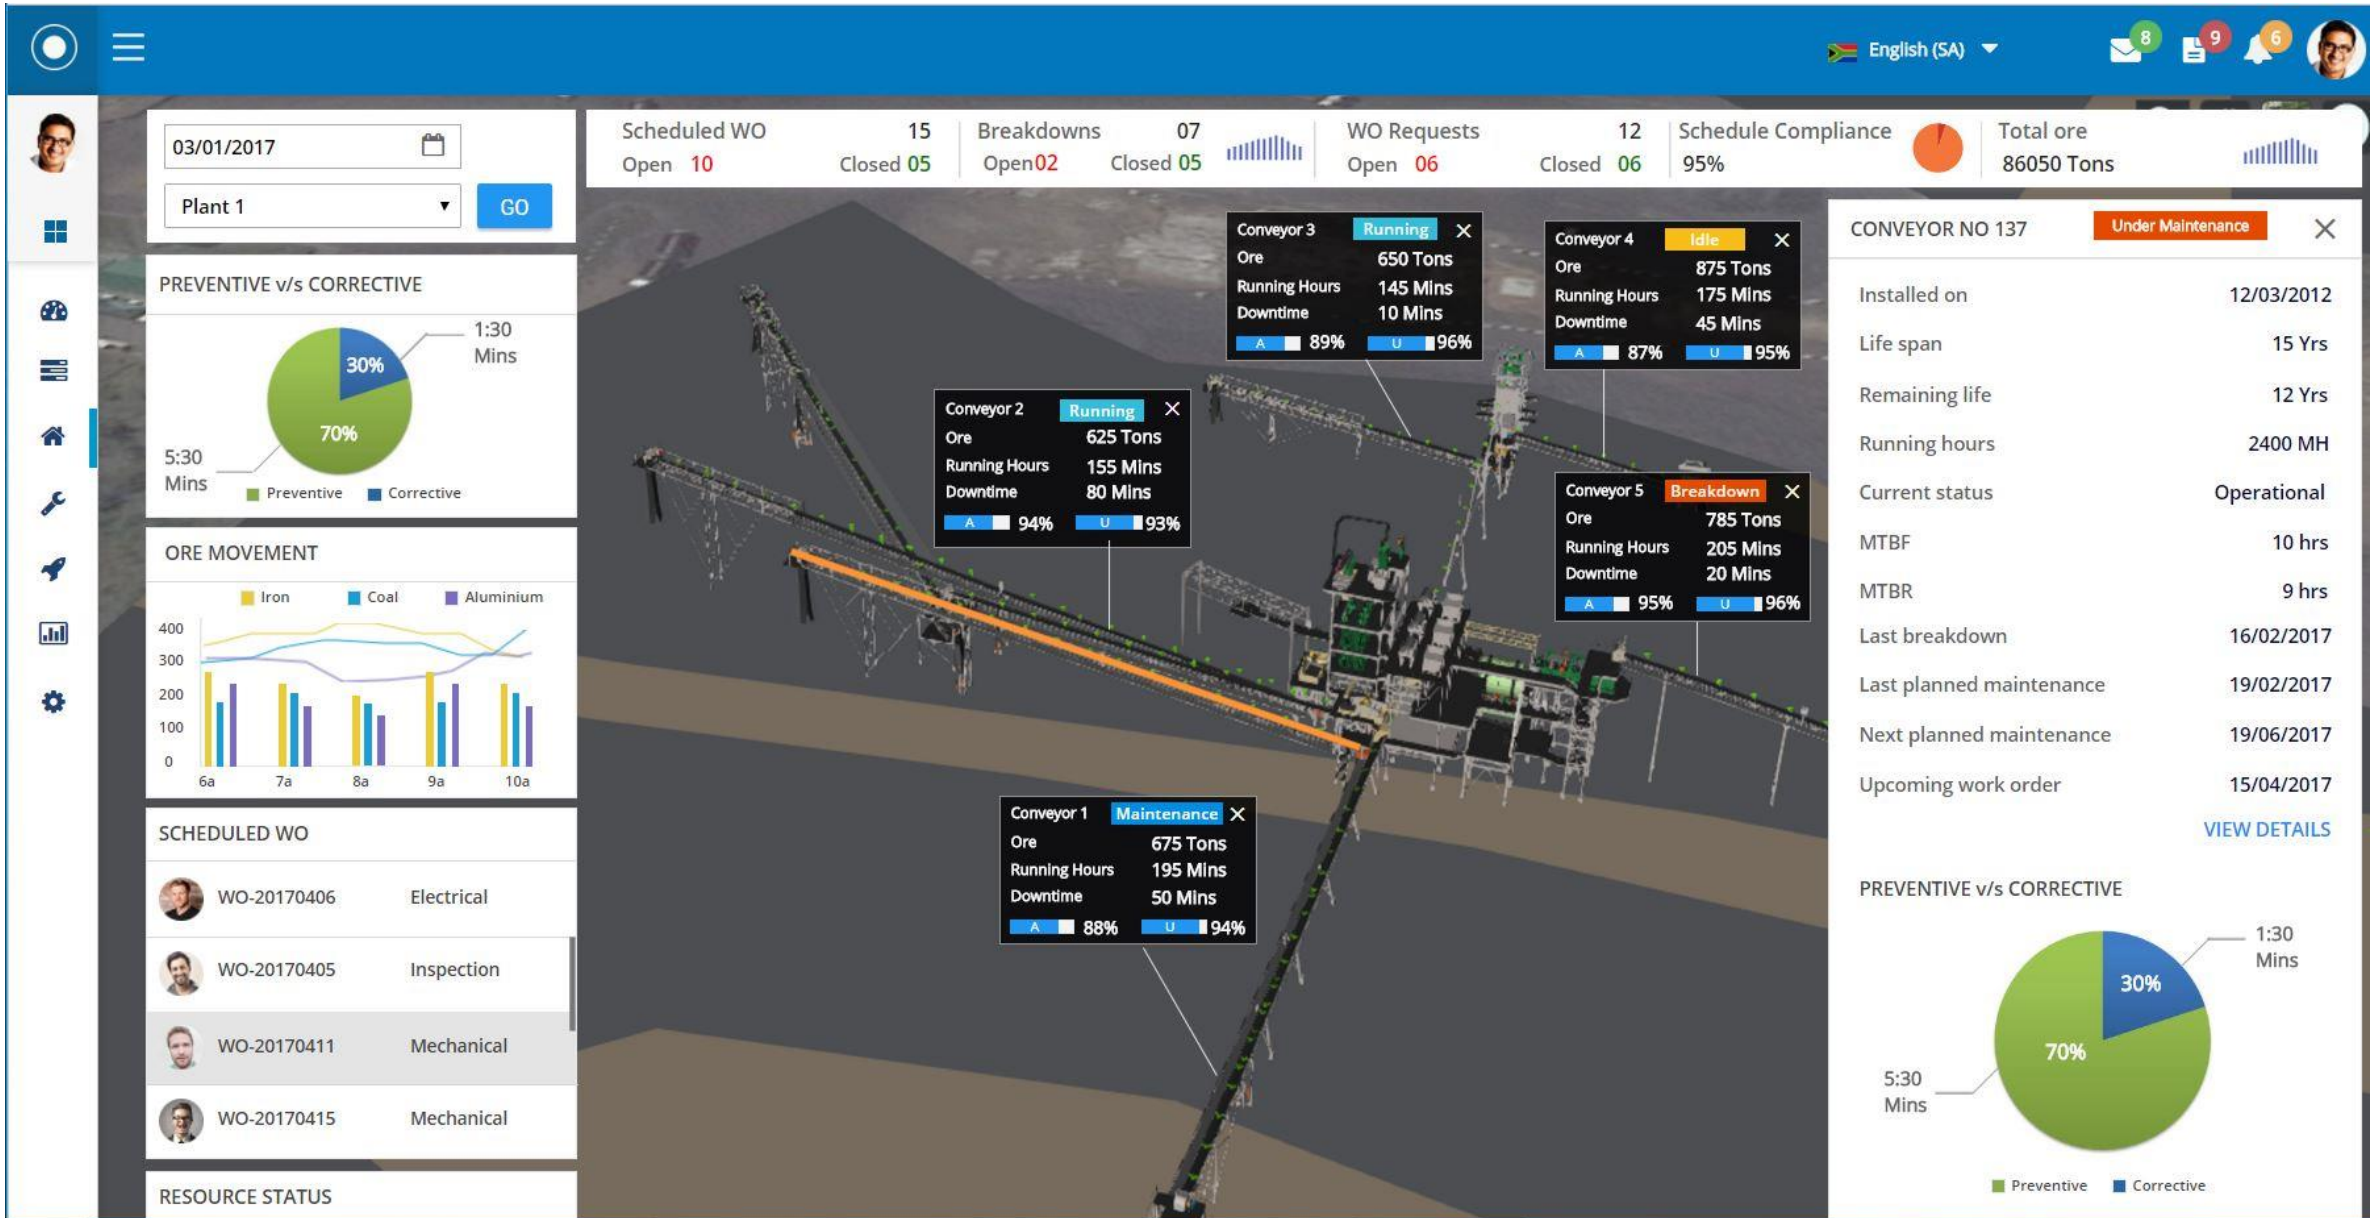 English (SA)
8
9
6
03/01/2017
Plant 1
GO
Scheduled WO 15
Open 10 Closed 05
Breakdowns 07
Open 02 Closed 05
WO Requests 12
Open 06 Closed 06
Schedule Compliance
95%
Total ore
86050 Tons
PREVENTIVE v/s CORRECTIVE
1:30
Mins
30%
70%
5:30
Mins
Preventive Corrective
ORE MOVEMENT
Iron Coal Aluminium
400
300
200
100
0
6a 7a 8a 9a 10a
SCHEDULED WO
WO-20170406 Electrical
WO-20170405 Inspection
WO-20170411 Mechanical
WO-20170415 Mechanical
RESOURCE STATUS
Conveyor 3 Running
Ore 650 Tons
Running Hours 145 Mins
Downtime 10 Mins
A 89% U 96%
Conveyor 4 Idle
Ore 875 Tons
Running Hours 175 Mins
Downtime 45 Mins
A 87% U 95%
Conveyor 2 Running
Ore 625 Tons
Running Hours 155 Mins
Downtime 80 Mins
A 94% U 93%
Conveyor 5 Breakdown
Ore 785 Tons
Running Hours 205 Mins
Downtime 20 Mins
A 95% U 96%
Conveyor 1 Maintenance
Ore 675 Tons
Running Hours 195 Mins
Downtime 50 Mins
A 88% U 94%
CONVEYOR NO 137 Under Maintenance
Installed on 12/03/2012
Life span 15 Yrs
Remaining life 12 Yrs
Running hours 2400 MH
Current status Operational
MTBF 10 hrs
MTBR 9 hrs
Last breakdown 16/02/2017
Last planned maintenance 19/02/2017
Next planned maintenance 19/06/2017
Upcoming work order 15/04/2017
VIEW DETAILS
PREVENTIVE v/s CORRECTIVE
1:30
Mins
30%
70%
5:30
Mins
Preventive Corrective